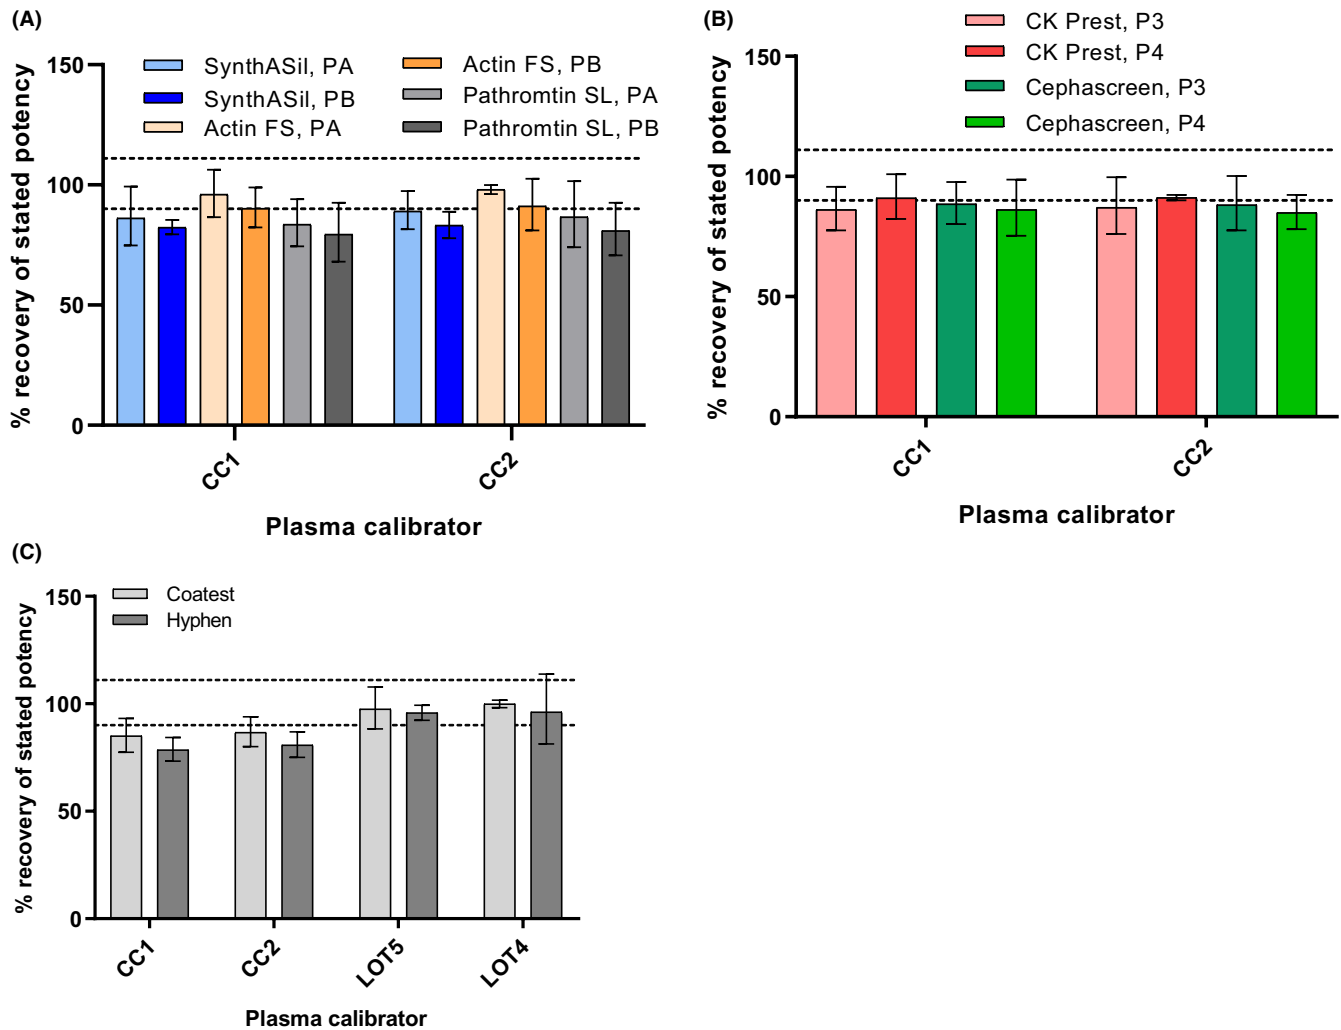 (A)
SynthASil, PA
SynthASil, PB
Actin FS, PA
Actin FS, PB
Pathromtin SL, PA
Pathromtin SL, PB
% recovery of stated potency
150
100
50
0
CC1
CC2
Plasma calibrator
(B)
CK Prest, P3
CK Prest, P4
Cephascreen, P3
Cephascreen, P4
% recovery of stated potency
150
100
50
0
CC1
CC2
Plasma calibrator
(C)
Coatest
Hyphen
% recovery of stated potency
150
100
50
0
CC1
CC2
LOT5
LOT4
Plasma calibrator